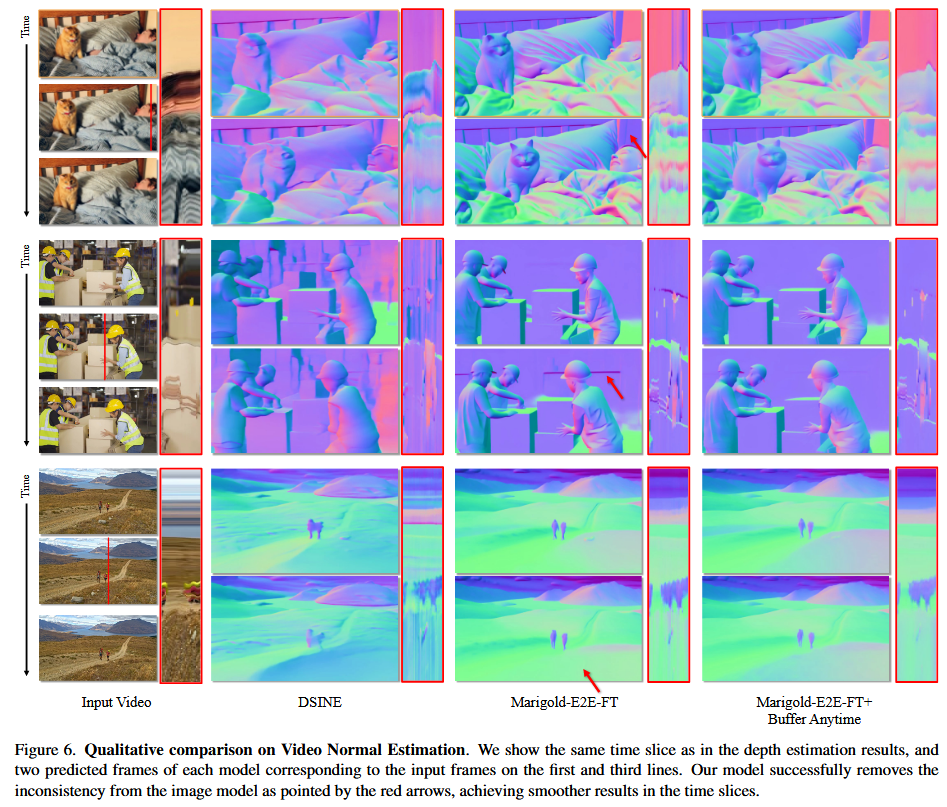 Time
Time
Time
Input Video
DSINE
Marigold-E2E-FT
Marigold-E2E-FT+
Buffer Anytime
Figure 6. Qualitative comparison on Video Normal Estimation. We show the same time slice as in the depth estimation results, and
two predicted frames of each model corresponding to the input frames on the first and third lines. Our model successfully removes the
inconsistency from the image model as pointed by the red arrows, achieving smoother results in the time slices.